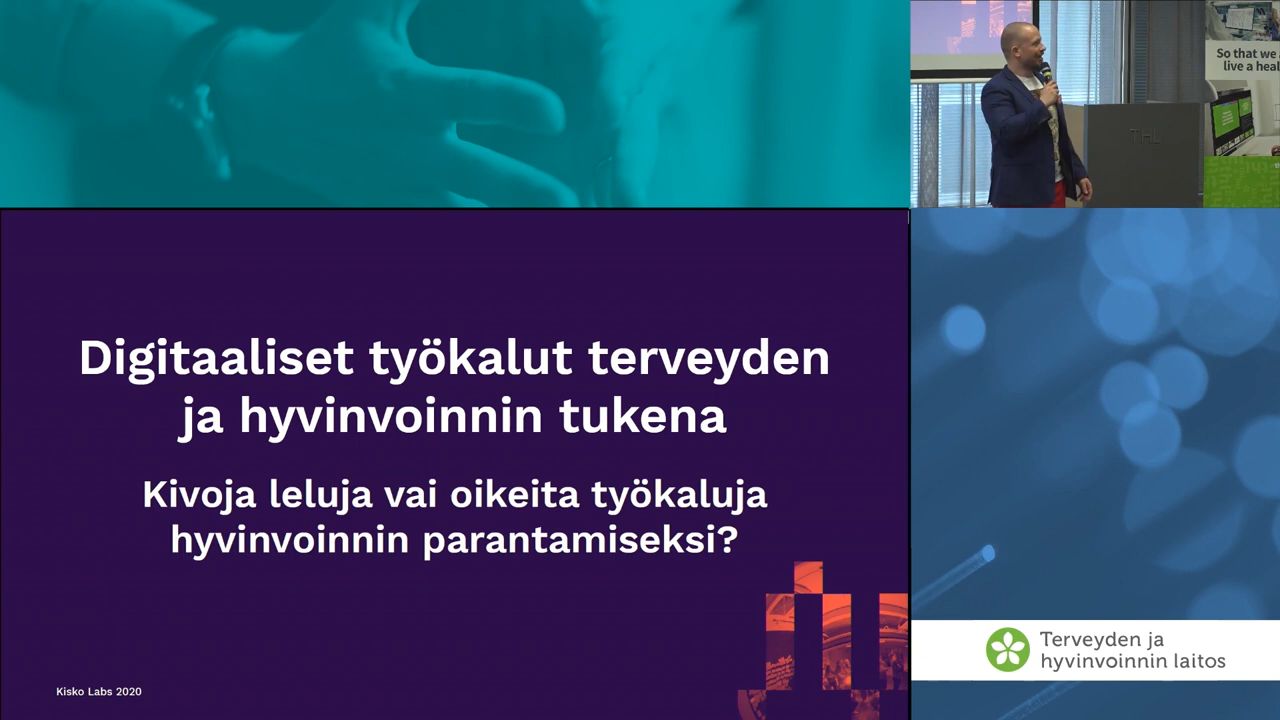 So that we
live a heal
THL
Digitaaliset työkalut terveyden
ja hyvinvoinnin tukena
Kivoja leluja vai oikeita työkaluja
hyvinvoinnin parantamiseksi?
Kisko Labs 2020
Terveyden ja
hyvinvoinnin laitos